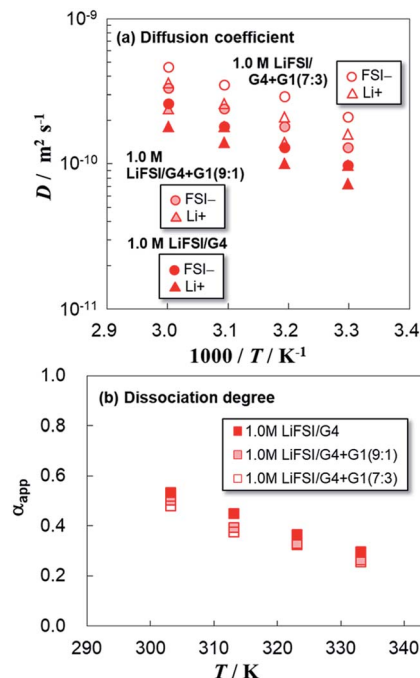 10⁻⁹
(a) Diffusion coefficient
1.0 M LiFSI/
G4+G1(7:3)
FSI–
Li+
D / m² s⁻¹
10⁻¹⁰
1.0 M
LiFSI/G4+G1(9:1)
FSI–
Li+
1.0 M LiFSI/G4
FSI–
Li+
10⁻¹¹
2.9 3.0 3.1 3.2 3.3 3.4
1000 / T / K⁻¹
1.0
(b) Dissociation degree
0.8
1.0M LiFSI/G4
1.0M LiFSI/G4+G1(9:1)
1.0M LiFSI/G4+G1(7:3)
0.6
αapp
0.4
0.2
0.0
290 300 310 320 330 340
T / K